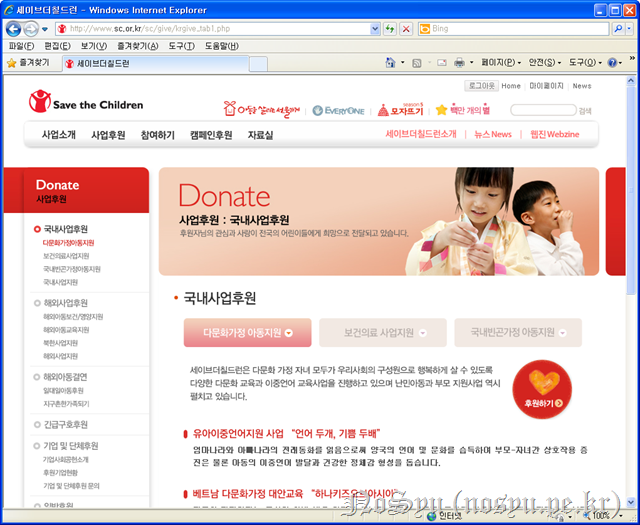 세이브더칠드런 - Windows Internet Explorer
http://www.sc.or.kr/sc/give/krgive_tab1.php
Bing
파일(F) 편집(E) 보기(V) 즐겨찾기(A) 도구(T) 도움말(H)
즐겨찾기 세이브더칠드런
페이지(P) 안전(S) 도구(O)
로그아웃 Home 마이페이지 News
Save the Children
EVERYONE season5 모자뜨기 백만 개의 별 검색
사업소개 사업후원 참여하기 캠페인후원 자료실 세이브더칠드런소개 뉴스 News 웹진 Webzine
Donate
사업후원
Donate
사업후원 : 국내사업후원
후원자님의 관심과 사랑이 전국의 어린이들에게 희망으로 전달되고 있습니다.
국내사업후원
다문화가정아동지원
보건의료사업지원
국내빈곤가정아동지원
국내사업지원
해외사업후원
해외아동보건/영양지원
해외아동교육지원
북한사업지원
해외사업지원
해외아동결연
일대일아동후원
지구촌한가족되기
긴급구호후원
기업 및 단체후원
기업사회공헌소개
후원기업현황
기업 및 단체후원 문의
국내사업후원
다문화가정 아동지원 보건의료 사업지원 국내빈곤가정 아동지원
세이브더칠드런은 다문화 가정 자녀 모두가 우리사회의 구성원으로 행복하게 살 수 있도록
다양한 다문화 교육과 이중언어 교육사업을 진행하고 있으며 난민아동과 부모 지원사업 역시
펼치고 있습니다.
후원하기
유아이중언어지원 사업 “언어 두개, 기쁨 두배”
엄마나라와 아빠나라의 전래동화를 읽음으로써 양국의 언어 및 문화를 습득하며 부모-자녀간 상호작용 증
진은 물론 아동의 이중언어 발달과 건강한 정체감 형성을 돕습니다.
베트남 다문화가정 대안교육 “하나키즈오브아시아”
NoSyu-(nosyu.pe.kr)
인터넷 100%